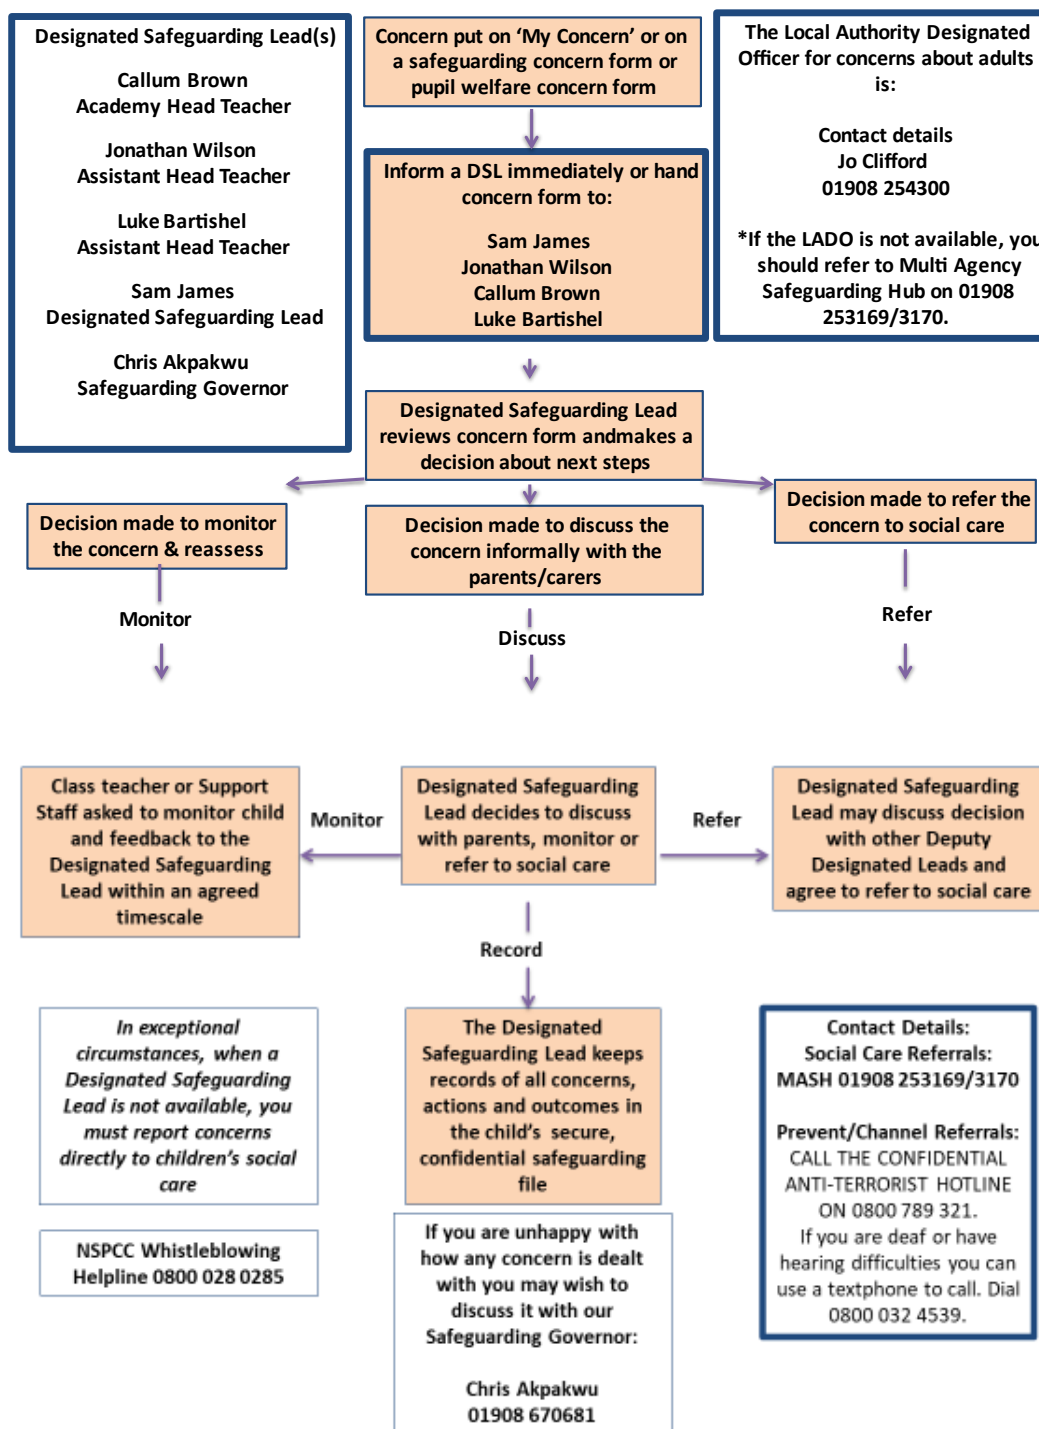 Designated Safeguarding Lead(s)
Callum Brown
Academy Head Teacher
Jonathan Wilson
Assistant Head Teacher
Luke Bartishel
Assistant Head Teacher
Sam James
Designated Safeguarding Lead
Chris Akpakwu
Safeguarding Governor
Concern put on ‘My Concern’ or on
a safeguarding concern form or
pupil welfare concern form
The Local Authority Designated
Officer for concerns about adults
is:
Contact details
Jo Clifford
01908 254300
*If the LADO is not available, you
should refer to Multi Agency
Safeguarding Hub on 01908
253169/3170.
Inform a DSL immediately or hand
concern form to:
Sam James
Jonathan Wilson
Callum Brown
Luke Bartishel
Designated Safeguarding Lead
reviews concern form andmakes a
decision about next steps
Decision made to monitor
the concern & reassess
Decision made to discuss the
concern informally with the
parents/carers
Decision made to refer the
concern to social care
Monitor
Discuss
Refer
Class teacher or Support
Staff asked to monitor child
and feedback to the
Designated Safeguarding
Lead within an agreed
timescale
Monitor
Designated Safeguarding
Lead decides to discuss
with parents, monitor or
refer to social care
Refer
Designated Safeguarding
Lead may discuss decision
with other Deputy
Designated Leads and
agree to refer to social care
Record
In exceptional
circumstances, when a
Designated Safeguarding
Lead is not available, you
must report concerns
directly to children’s social
care
The Designated
Safeguarding Lead keeps
records of all concerns,
actions and outcomes in
the child’s secure,
confidential safeguarding
file
Contact Details:
Social Care Referrals:
MASH 01908 253169/3170
Prevent/Channel Referrals:
CALL THE CONFIDENTIAL
ANTI-TERRORIST HOTLINE
ON 0800 789 321.
If you are deaf or have
hearing difficulties you can
use a textphone to call. Dial
0800 032 4539.
NSPCC Whistleblowing
Helpline 0800 028 0285
If you are unhappy with
how any concern is dealt
with you may wish to
discuss it with our
Safeguarding Governor:
Chris Akpakwu
01908 670681